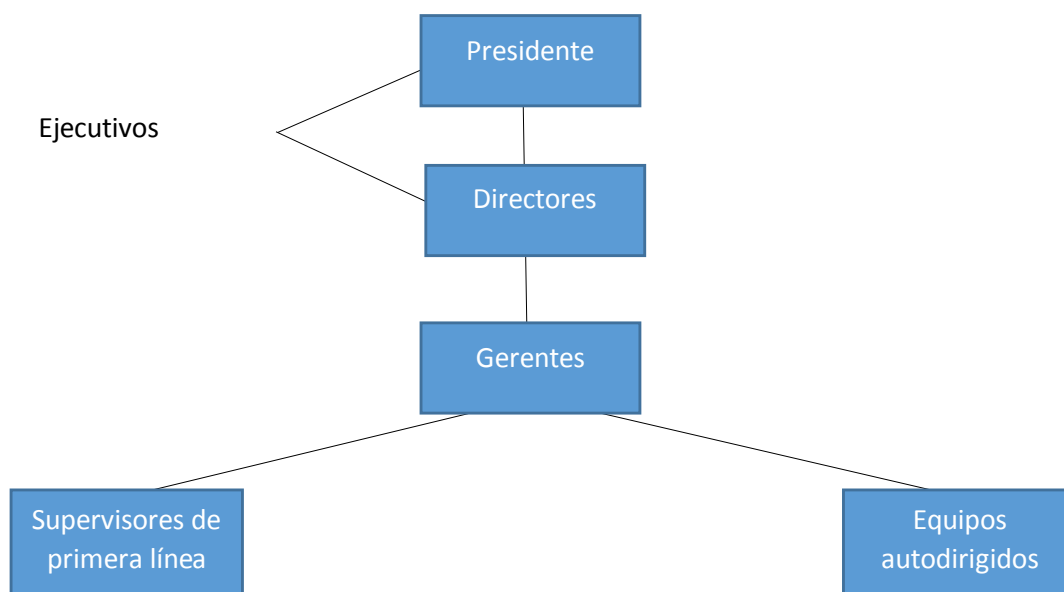 Presidente
Ejecutivos
Directores
Gerentes
Supervisores de
primera línea
Equipos
autodirigidos